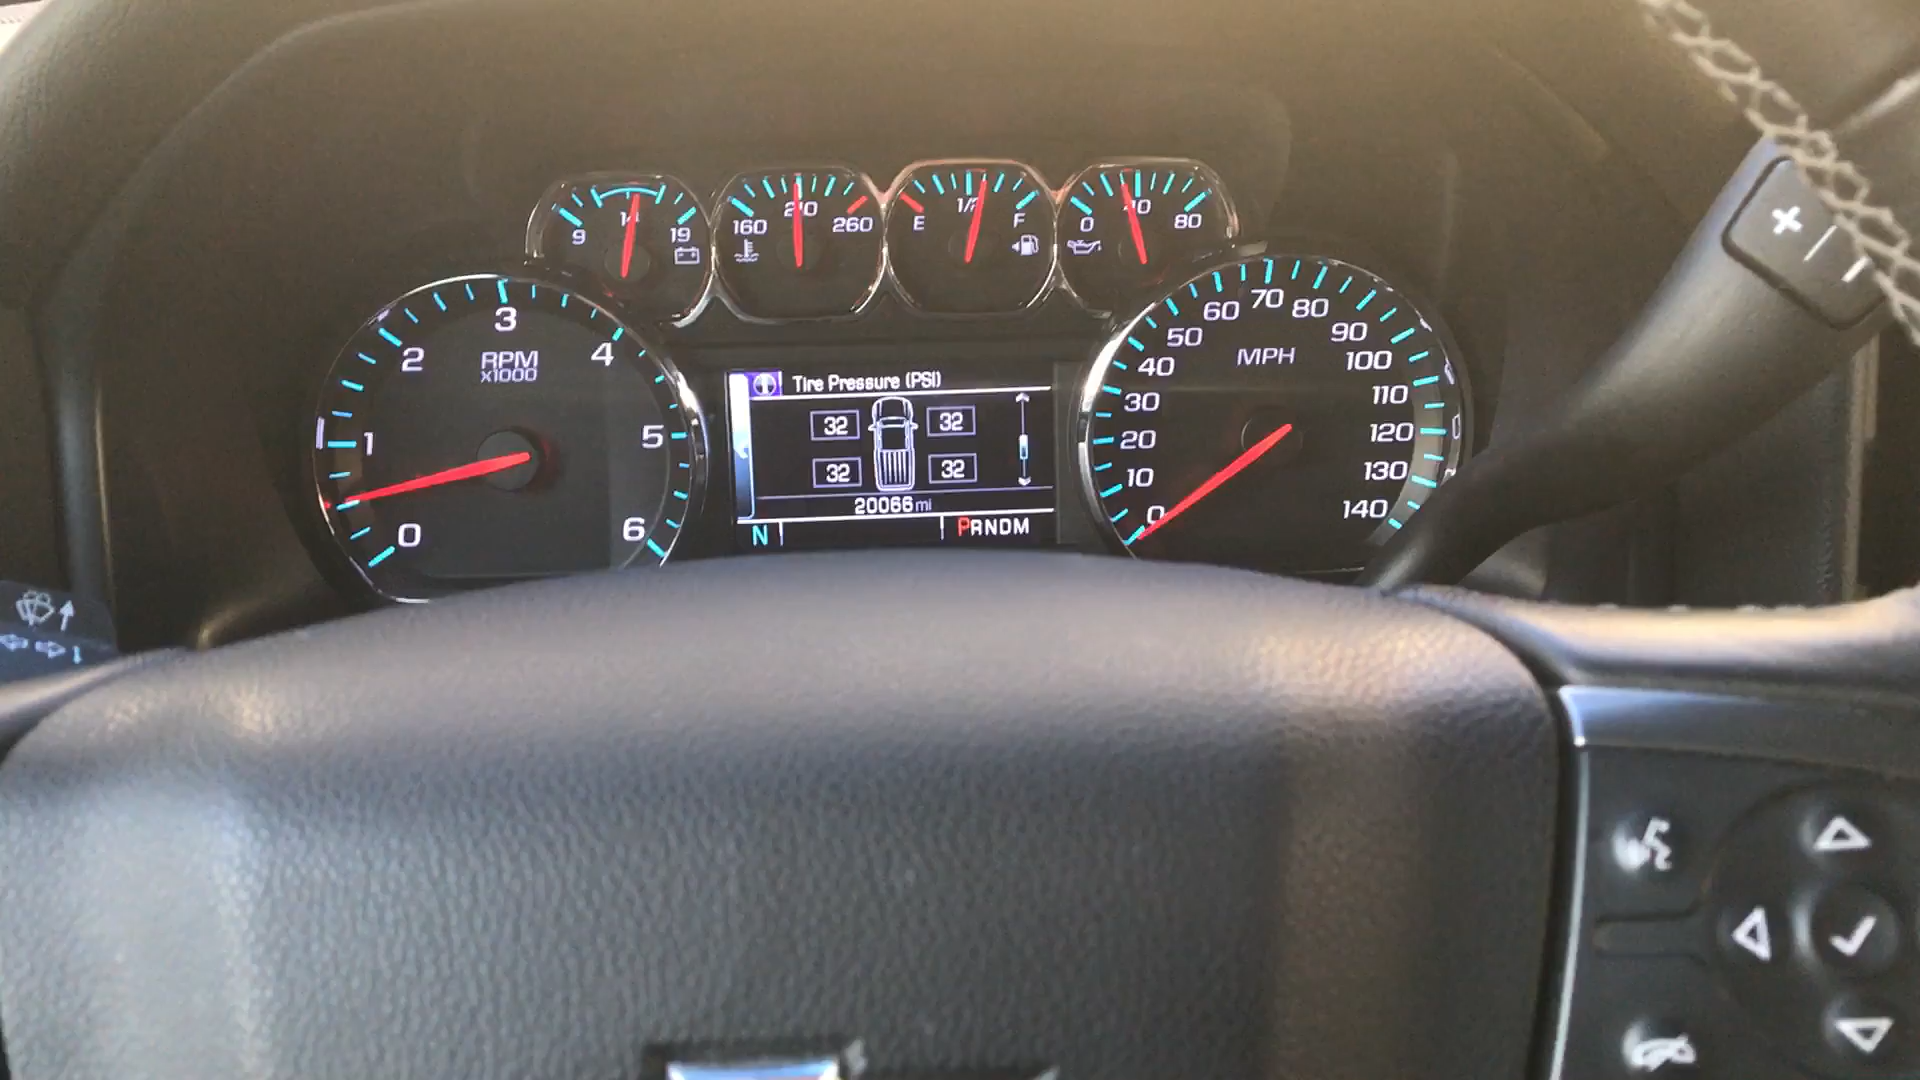 9 14 19
160 210 260
E 1/2 F
0 40 80
0 1 2 3 4 5 6
RPM
x1000
Tire Pressure (PSI)
32 32
32 32
20066 mi
N PRNDM
0 10 20 30 40 50 60 70 80 90 100 110 120 130 140
MPH
+ −